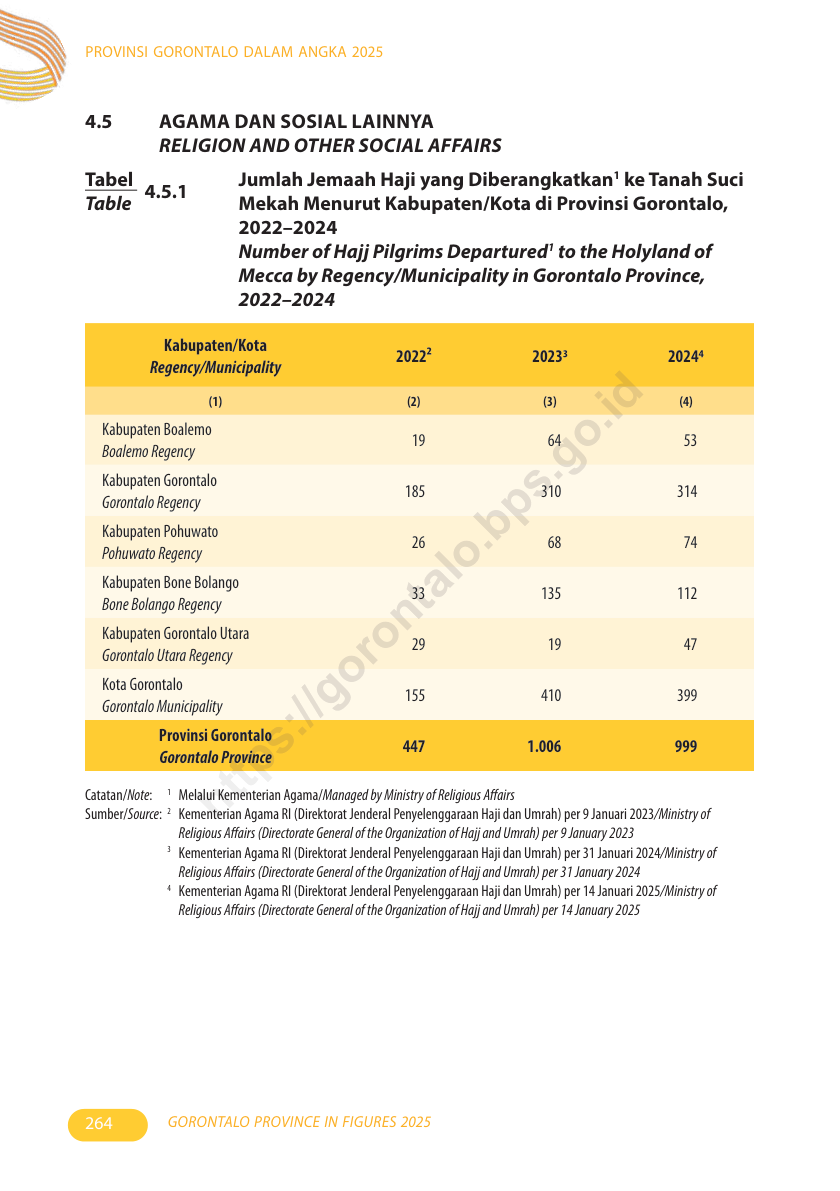 PROVINSI GORONTALO DALAM ANGKA 2025
4.5 AGAMA DAN SOSIAL LAINNYA
RELIGION AND OTHER SOCIAL AFFAIRS
Tabel
Table
4.5.1
Jumlah Jemaah Haji yang Diberangkatkan¹ ke Tanah Suci
Mekah Menurut Kabupaten/Kota di Provinsi Gorontalo,
2022–2024
Number of Hajj Pilgrims Departured¹ to the Holyland of
Mecca by Regency/Municipality in Gorontalo Province,
2022–2024
Kabupaten/Kota
Regency/Municipality
2022² 2023³ 2024⁴
(1) (2) (3) (4)
Kabupaten Boalemo
Boalemo Regency
19 64 53
Kabupaten Gorontalo
Gorontalo Regency
185 310 314
Kabupaten Pohuwato
Pohuwato Regency
26 68 74
Kabupaten Bone Bolango
Bone Bolango Regency
33 135 112
Kabupaten Gorontalo Utara
Gorontalo Utara Regency
29 19 47
Kota Gorontalo
Gorontalo Municipality
155 410 399
Provinsi Gorontalo
Gorontalo Province
447 1.006 999
https://gorontalo.bps.go.id
Catatan/Note: ¹ Melalui Kementerian Agama/Managed by Ministry of Religious Affairs
Sumber/Source: ² Kementerian Agama RI (Direktorat Jenderal Penyelenggaraan Haji dan Umrah) per 9 Januari 2023/Ministry of
Religious Affairs (Directorate General of the Organization of Hajj and Umrah) per 9 January 2023
³ Kementerian Agama RI (Direktorat Jenderal Penyelenggaraan Haji dan Umrah) per 31 Januari 2024/Ministry of
Religious Affairs (Directorate General of the Organization of Hajj and Umrah) per 31 January 2024
⁴ Kementerian Agama RI (Direktorat Jenderal Penyelenggaraan Haji dan Umrah) per 14 Januari 2025/Ministry of
Religious Affairs (Directorate General of the Organization of Hajj and Umrah) per 14 January 2025
264 GORONTALO PROVINCE IN FIGURES 2025